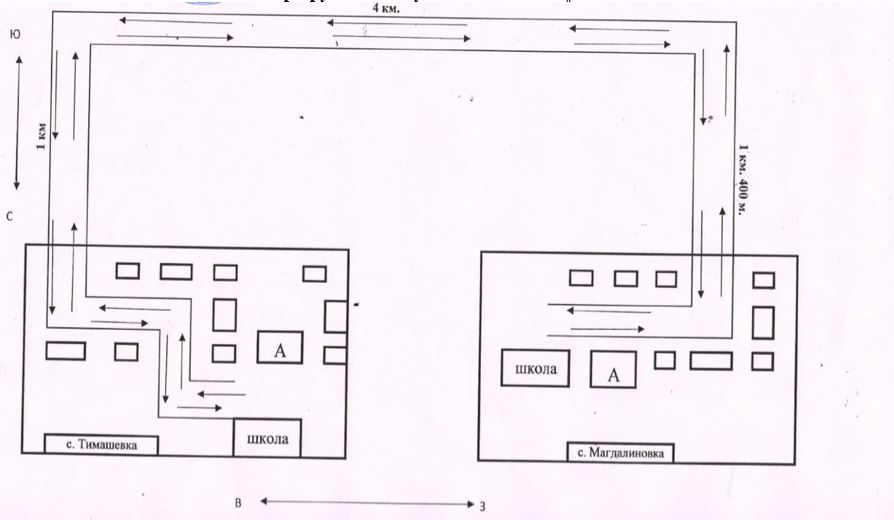 4 км.
Ю
1 км
1 км. 400 м.
С
А
школа
А
школа
с. Тимашевка
с. Магдалиновка
В
З